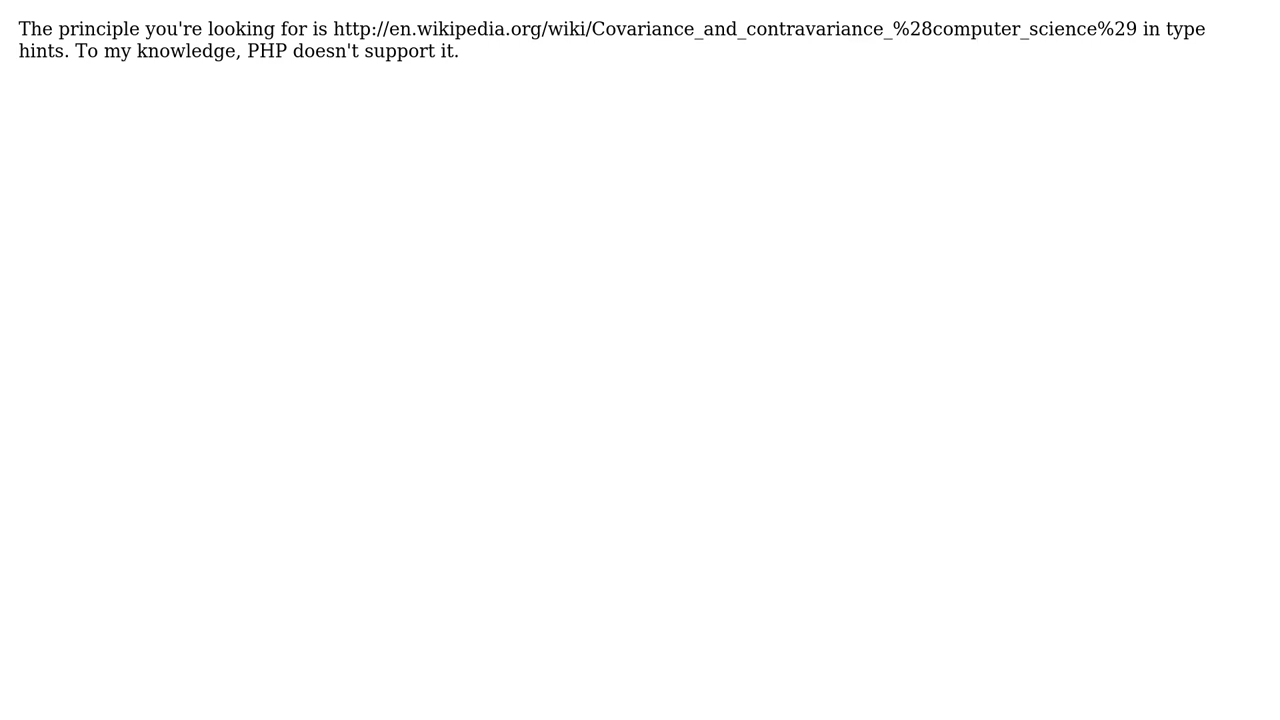 The principle you're looking for is http://en.wikipedia.org/wiki/Covariance_and_contravariance_%28computer_science%29 in type
hints. To my knowledge, PHP doesn't support it.